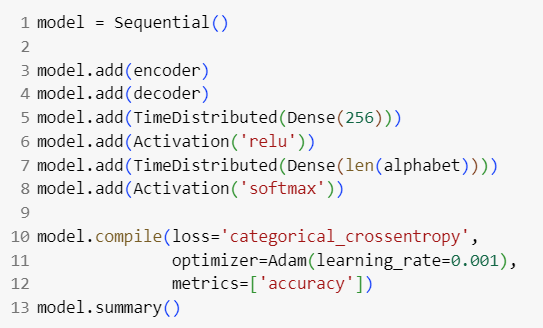 1 model = Sequential()
2
3 model.add(encoder)
4 model.add(decoder)
5 model.add(TimeDistributed(Dense(256)))
6 model.add(Activation('relu'))
7 model.add(TimeDistributed(Dense(len(alphabet))))
8 model.add(Activation('softmax'))
9
10 model.compile(loss='categorical_crossentropy',
11               optimizer=Adam(learning_rate=0.001),
12               metrics=['accuracy'])
13 model.summary()